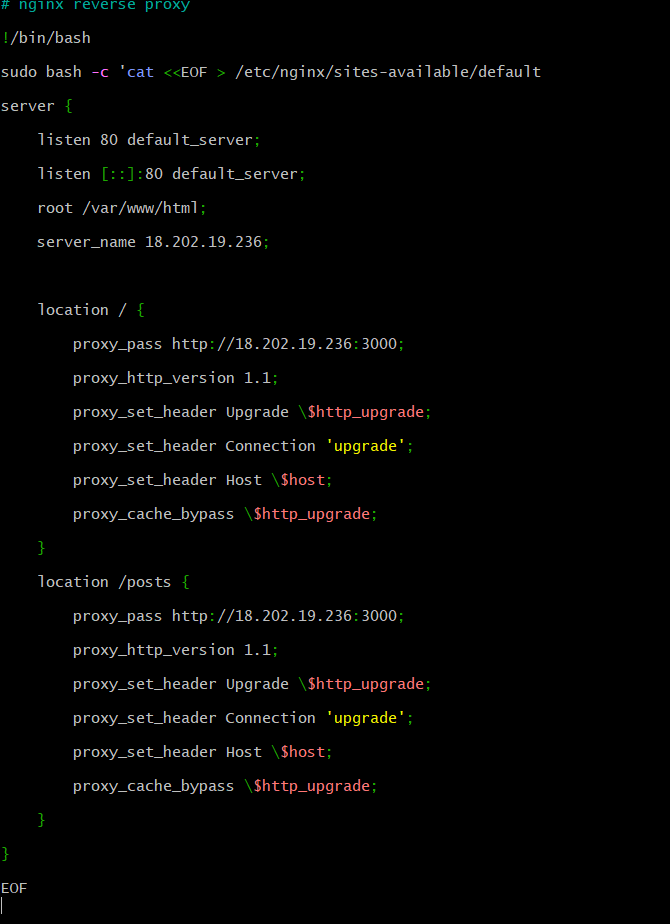 # nginx reverse proxy
!/bin/bash
sudo bash -c 'cat <<EOF > /etc/nginx/sites-available/default
server {
    listen 80 default_server;
    listen [::]:80 default_server;
    root /var/www/html;
    server_name 18.202.19.236;
    location / {
        proxy_pass http://18.202.19.236:3000;
        proxy_http_version 1.1;
        proxy_set_header Upgrade \$http_upgrade;
        proxy_set_header Connection 'upgrade';
        proxy_set_header Host \$host;
        proxy_cache_bypass \$http_upgrade;
    }
    location /posts {
        proxy_pass http://18.202.19.236:3000;
        proxy_http_version 1.1;
        proxy_set_header Upgrade \$http_upgrade;
        proxy_set_header Connection 'upgrade';
        proxy_set_header Host \$host;
        proxy_cache_bypass \$http_upgrade;
    }
}
EOF